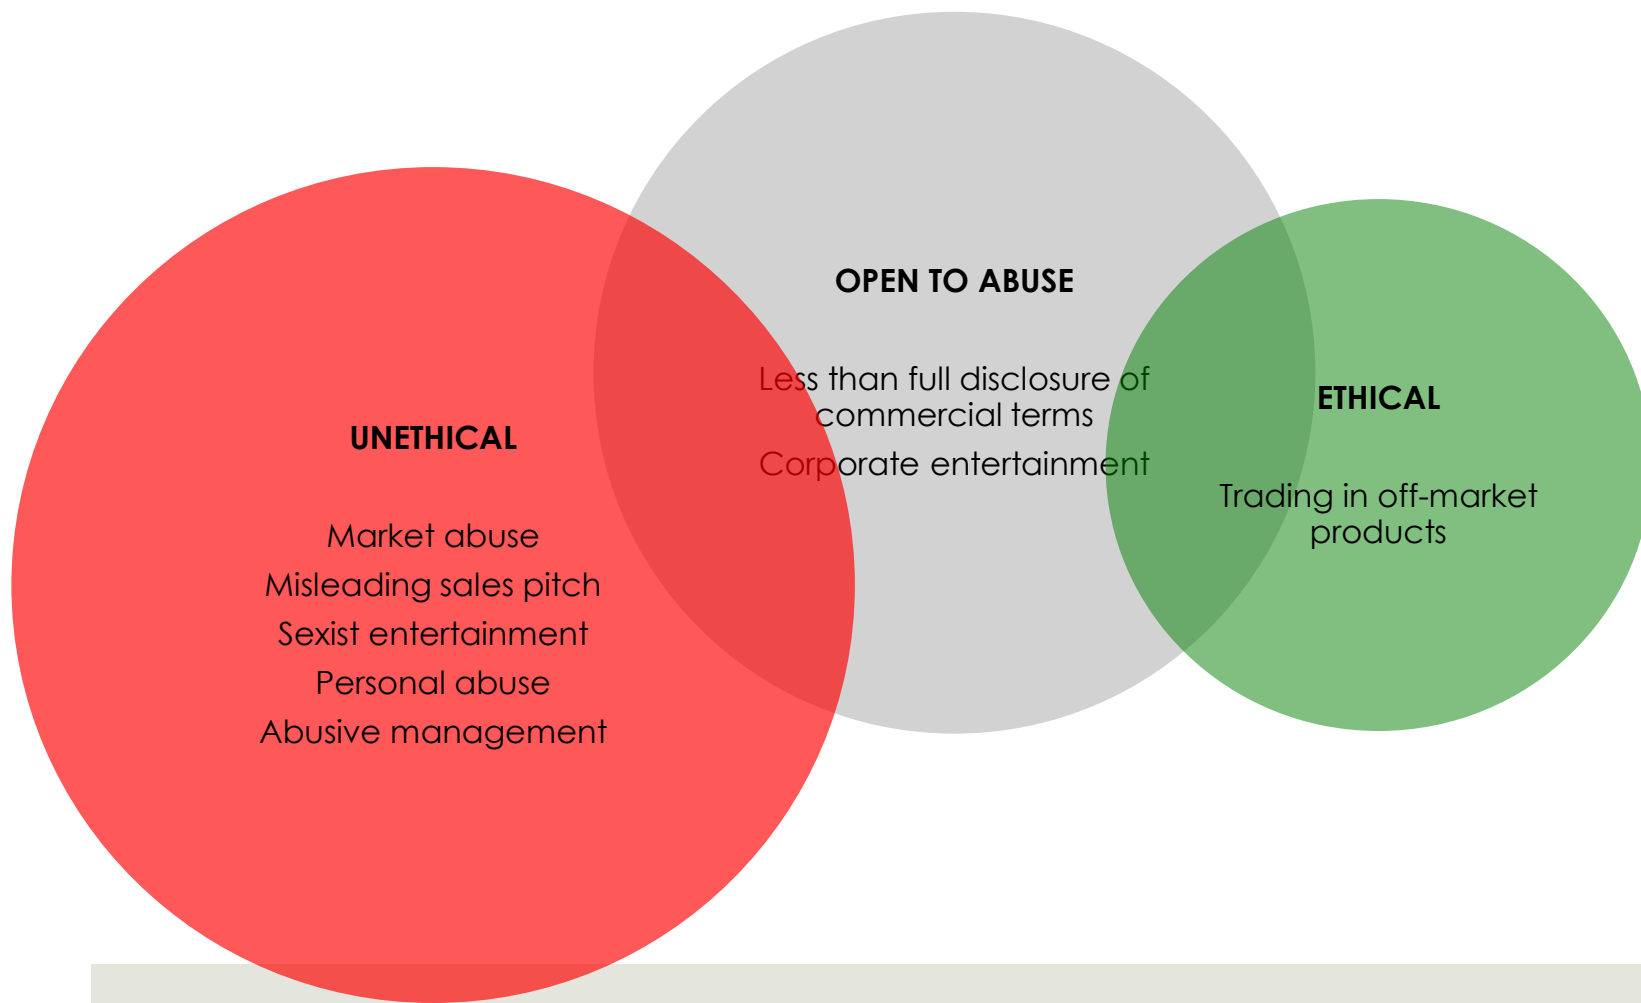 UNETHICAL
Market abuse
Misleading sales pitch
Sexist entertainment
Personal abuse
Abusive management
OPEN TO ABUSE
Less than full disclosure of
commercial terms
Corporate entertainment
ETHICAL
Trading in off-market
products